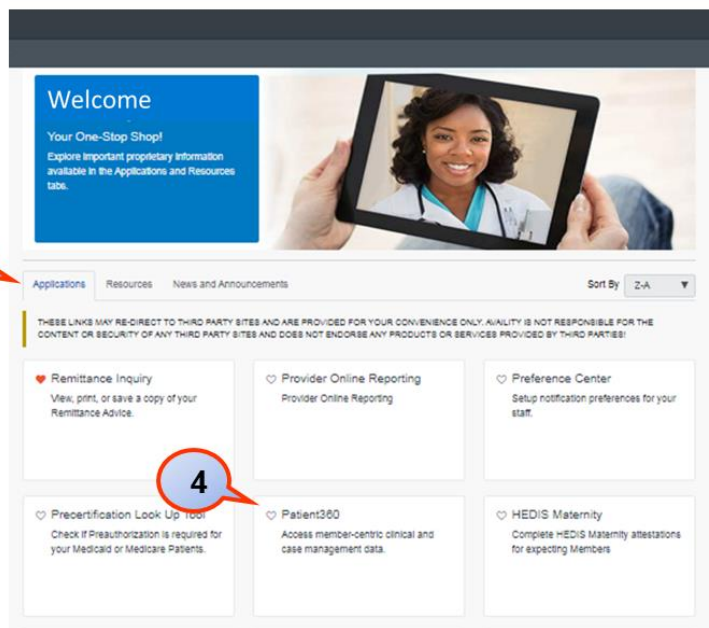 Welcome
Your One-Stop Shop!
Explore important proprietary information
available in the Applications and Resources
tabs.
Applications Resources News and Announcements Sort By Z-A
THESE LINKS MAY RE-DIRECT TO THIRD PARTY SITES AND ARE PROVIDED FOR YOUR CONVENIENCE ONLY. AVAILITY IS NOT RESPONSIBLE FOR THE
CONTENT OR SECURITY OF ANY THIRD PARTY SITES AND DOES NOT ENDORSE ANY PRODUCTS OR SERVICES PROVIDED BY THIRD PARTIES!
Remittance Inquiry
View, print, or save a copy of your
Remittance Advice.
Provider Online Reporting
Provider Online Reporting
Preference Center
Setup notification preferences for your
staff.
4
Precertification Look Up Tool
Check if Preauthorization is required for
your Medicaid or Medicare Patients.
Patient360
Access member-centric clinical and
case management data.
HEDIS Maternity
Complete HEDIS Maternity attestations
for expecting Members